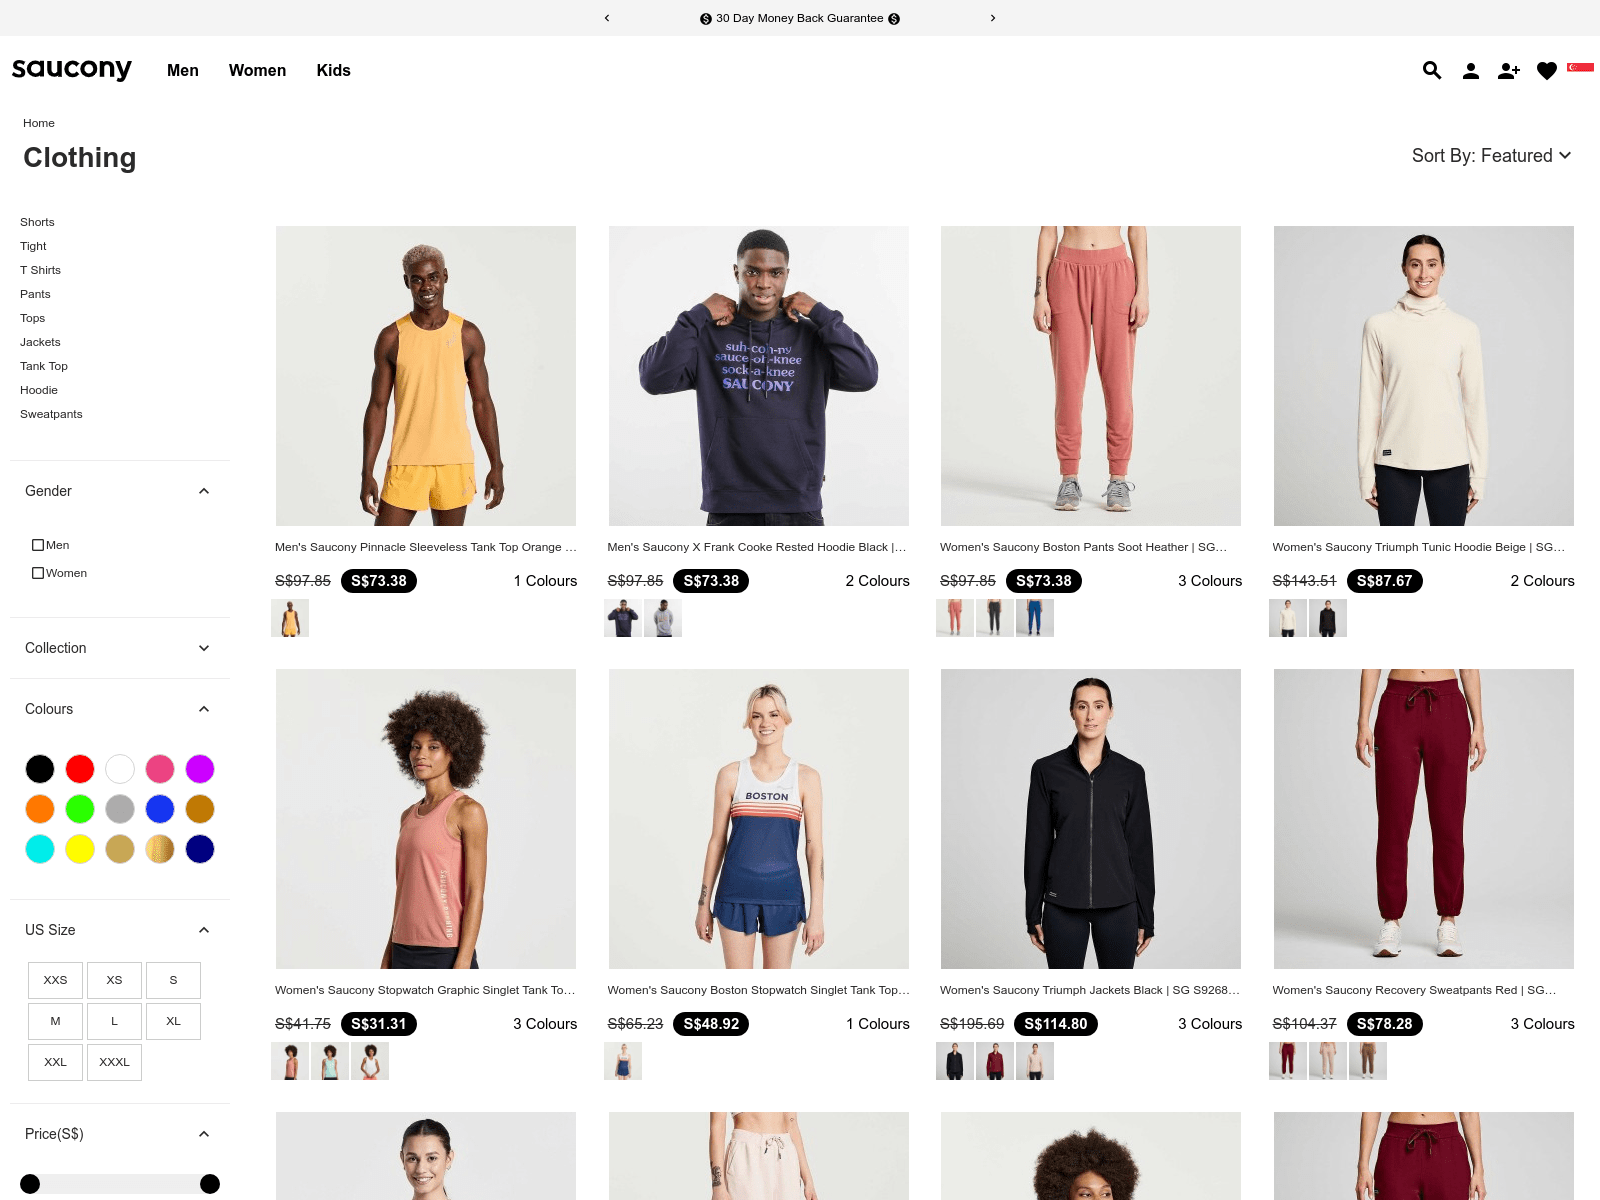 30 Day Money Back Guarantee
saucony
Men
Women
Kids
Home
Clothing
Sort By: Featured
Shorts
Tight
T Shirts
Pants
Tops
Jackets
Tank Top
Hoodie
Sweatpants
Gender
Men
Women
Collection
Colours
US Size
XXS XS S
M L XL
XXL XXXL
Price(S$)
suh-coh-ny
sauce-oh-knee
sock-a-knee
SAUCONY
Men's Saucony Pinnacle Sleeveless Tank Top Orange ...
S$97.85 S$73.38 1 Colours
Men's Saucony X Frank Cooke Rested Hoodie Black |...
S$97.85 S$73.38 2 Colours
Women's Saucony Boston Pants Soot Heather | SG...
S$97.85 S$73.38 3 Colours
Women's Saucony Triumph Tunic Hoodie Beige | SG...
S$143.51 S$87.67 2 Colours
SAUCONY RUNNING
Women's Saucony Stopwatch Graphic Singlet Tank To...
S$41.75 S$31.31 3 Colours
BOSTON
Women's Saucony Boston Stopwatch Singlet Tank Top...
S$65.23 S$48.92 1 Colours
Women's Saucony Triumph Jackets Black | SG S9268...
S$195.69 S$114.80 3 Colours
Women's Saucony Recovery Sweatpants Red | SG...
S$104.37 S$78.28 3 Colours